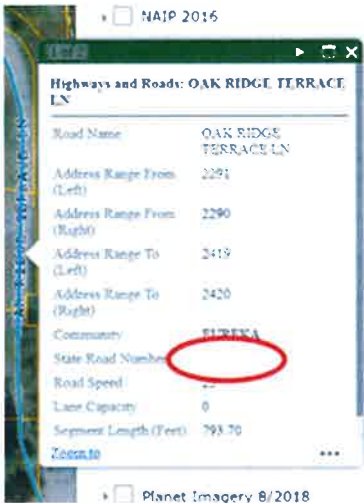 NAIP 2016
Highways and Roads: OAK RIDGE TERRACE
LN
Road Name OAK RIDGE
TERRACE LN
Address Range From 2291
(Left)
Address Range From 2290
(Right)
Address Range To 2419
(Left)
Address Range To 2420
(Right)
Community EUREKA
State Road Number
Road Speed
Lane Capacity 0
Segment Length (Feet) 793.70
Zoom to
Planet Imagery 8/2018